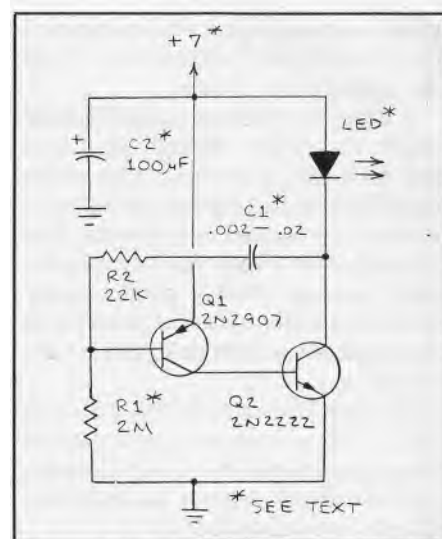 +7*
LED*
+
C2*
100µF
C1*
.002 — .02
R2
22K
Q1
2N2907
R1*
2M
Q2
2N2222
* SEE TEXT